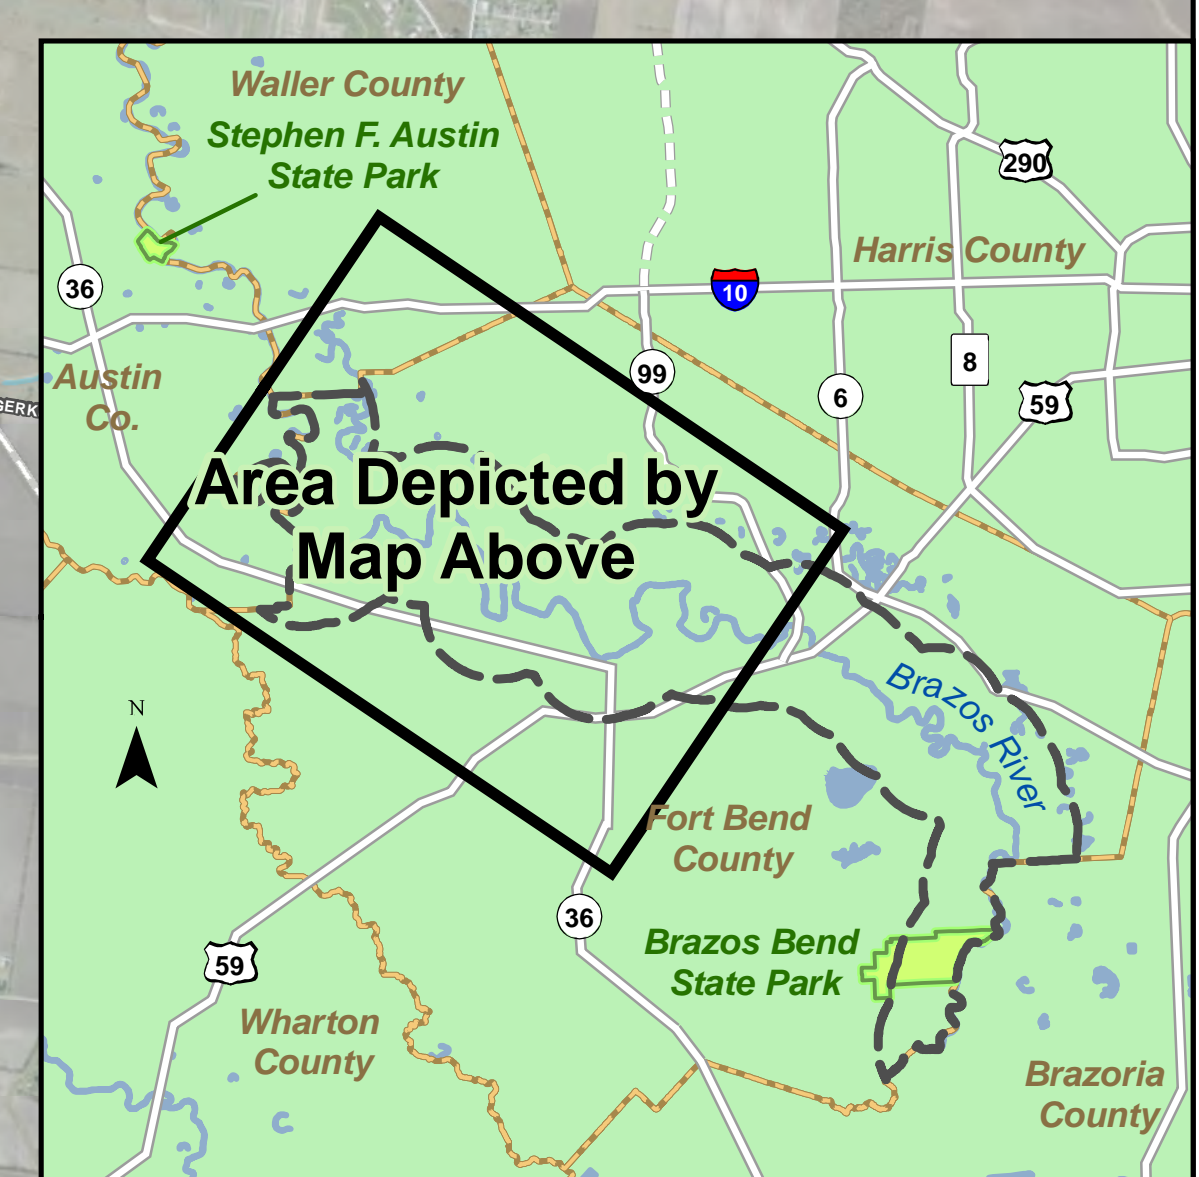 Waller County
Stephen F. Austin
State Park
290
Harris County
36
10
Austin
Co.
99
8
6
59
Area Depicted by
Map Above
Brazos River
N
Fort Bend
County
36
Brazos Bend
State Park
59
Wharton
County
Brazoria
County